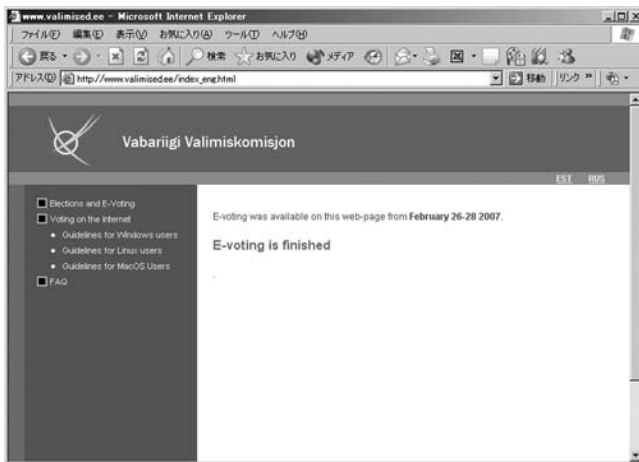 www.valimised.ee - Microsoft Internet Explorer
ファイル(F) 編集(E) 表示(V) お気に入り(A) ツール(T) ヘルプ(H)
戻る 検索 お気に入り メディア
アドレス(D) http://www.valimised.ee/index_eng.html 移動 リンク »
Vabariigi Valimiskomisjon
EST RUS
Elections and E-Voting
Voting on the Internet
Guidelines for Windows users
Guidelines for Linux users
Guidelines for MacOS Users
FAQ
E-voting was available on this web-page from February 26-28 2007.
E-voting is finished
.